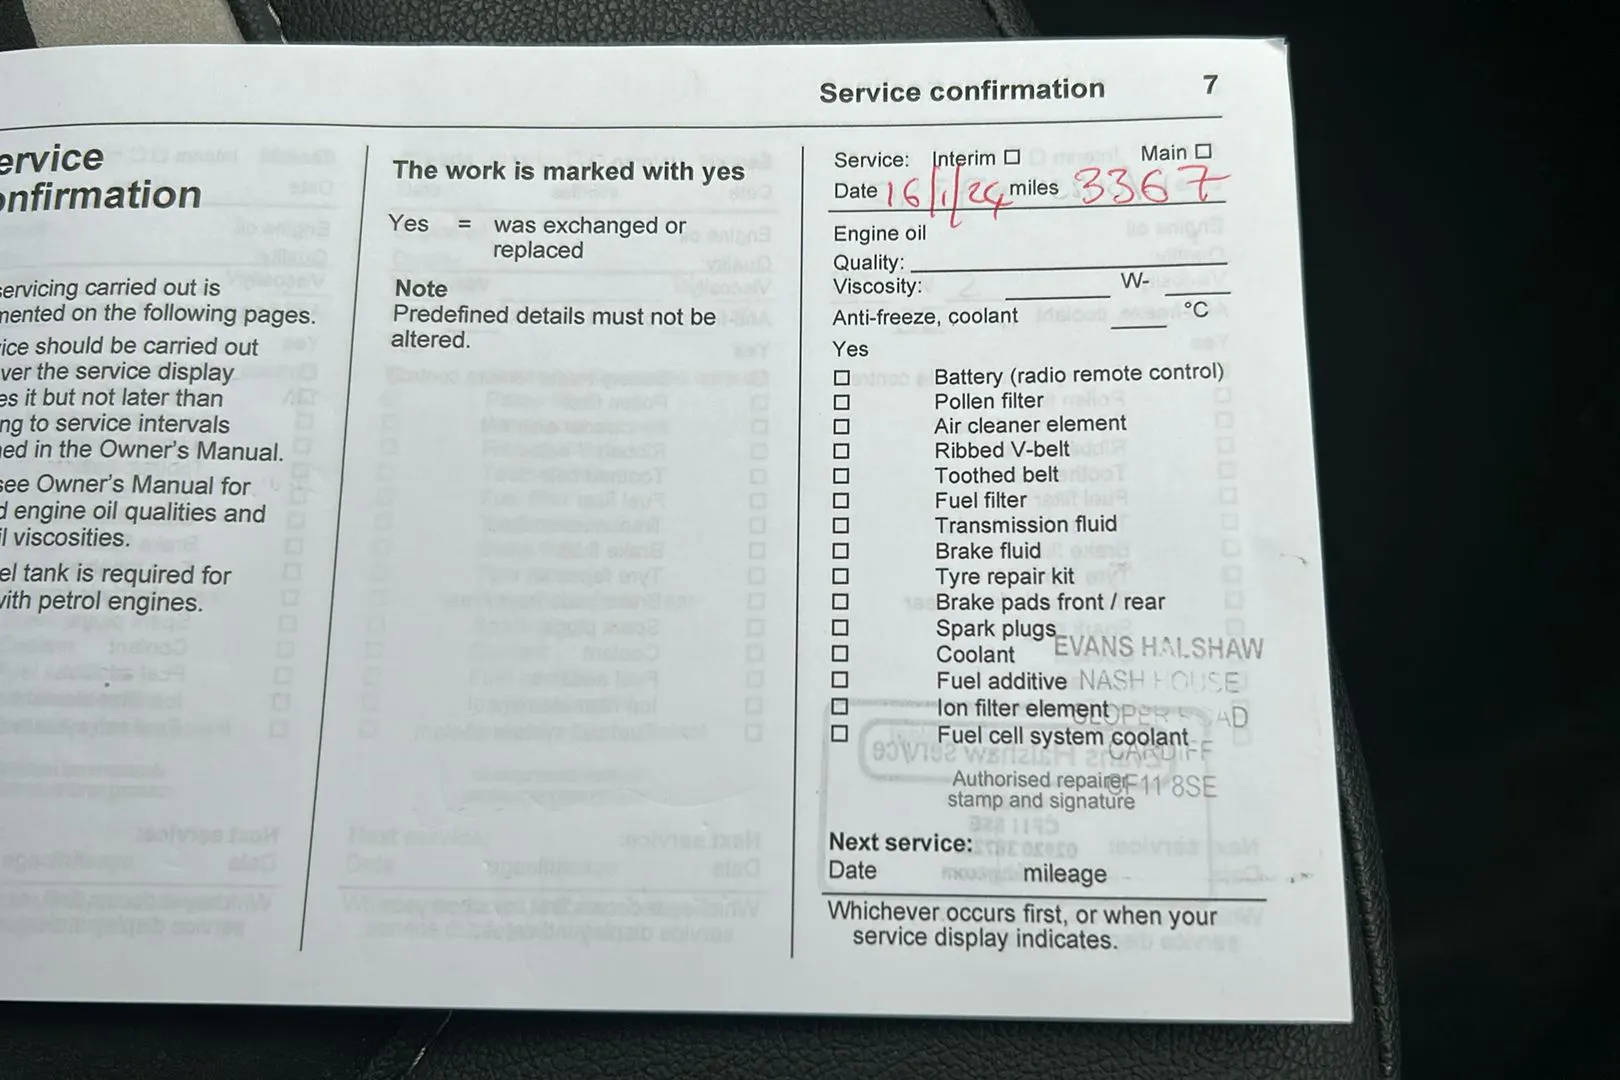 Service confirmation 7
ervice
onfirmation
servicing carried out is
mented on the following pages.
ice should be carried out
ver the service display
es it but not later than
ng to service intervals
ned in the Owner's Manual.
see Owner's Manual for
d engine oil qualities and
il viscosities.
el tank is required for
with petrol engines.
The work is marked with yes
Yes = was exchanged or
replaced
Note
Predefined details must not be
altered.
Service: Interim ☐ Main ☐
Date 16/1/24 miles 3367
Engine oil
Quality:
Viscosity: W-
Anti-freeze, coolant °C
Yes
☐ Battery (radio remote control)
☐ Pollen filter
☐ Air cleaner element
☐ Ribbed V-belt
☐ Toothed belt
☐ Fuel filter
☐ Transmission fluid
☐ Brake fluid
☐ Tyre repair kit
☐ Brake pads front / rear
☐ Spark plugs
☐ Coolant
☐ Fuel additive
☐ Ion filter element
☐ Fuel cell system coolant
EVANS HALSHAW
NASH HOUSE
CARDIFF
CF11 8SE
Authorised repairer
stamp and signature
Next service:
Date mileage
Whichever occurs first, or when your
service display indicates.